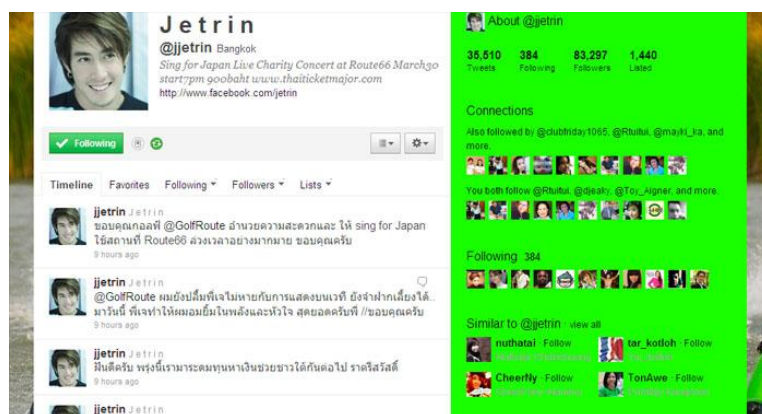 Jetrin
@jjetrin Bangkok
Sing for Japan Live Charity Concert at Route66 March30
start7pm 900baht www.thaiticketmajor.com
http://www.facebook.com/jetrin
Following
Timeline Favorites Following Followers Lists
jjetrin Jetrin
ขอบคุณกอลฟ์ @GolfRoute อำนวยความสะดวกและ ให้ sing for Japan
ใช้สถานที่ Route66 ล่วงเวลาอย่างมากมาย ขอบคุณครับ
9 hours ago
jjetrin Jetrin
@GolfRoute ผมยังปลื้มพี่เจไม่หายกับการแสดงบนเวที ยังจำฝากเลี้ยงได้..
มาวันนี้ พี่เจทำให้ผมอมยิ้มในพลังและหัวใจ สุดยอดครับพี่ //ขอบคุณครับ
9 hours ago
jjetrin Jetrin
ฝันดีครับ พรุ่งนี้เรามาระดมทุนหาเงินช่วยชาวใต้กันต่อไป ราตรีสวัสดิ์
9 hours ago
jjetrin Jetrin
About @jjetrin
35,510 384 83,297 1,440
Tweets Following Followers Listed
Connections
Also followed by @clubfriday1065, @Rtuitui, @mayki_ka, and
more.
You both follow @Rtuitui, @djeaky, @Toy_Aigner, and more.
Following 384
Similar to @jjetrin · view all
nuthatai · Follow
tar_kotloh · Follow
CheerNy · Follow
TonAwe · Follow